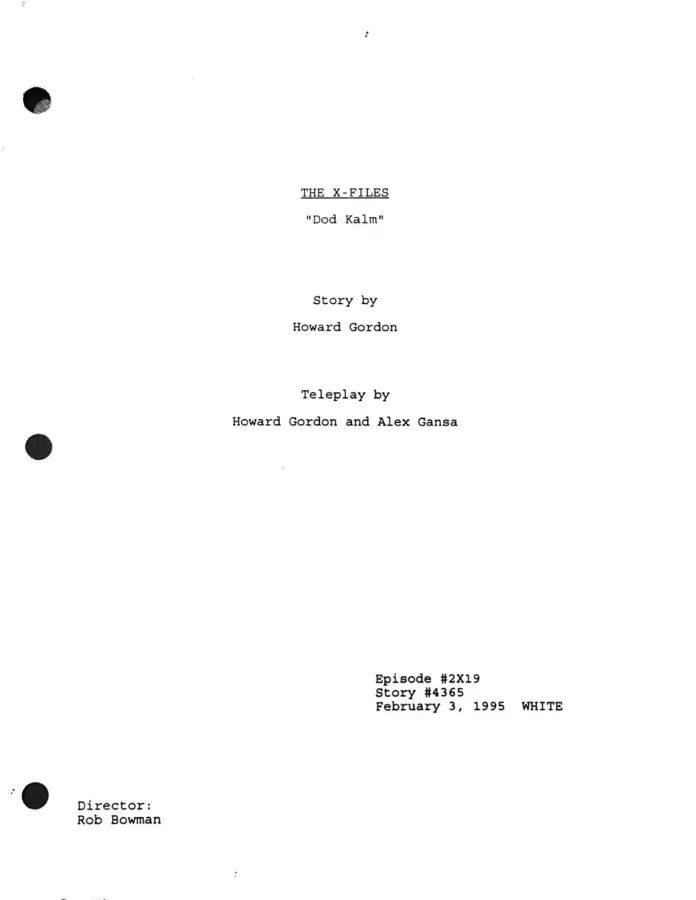 THE X-FILES
"Dod Kalm"
Story by
Howard Gordon
Teleplay by
Howard Gordon and Alex Gansa
Episode #2X19
Story #4365
February 3, 1995 WHITE
Director:
Rob Bowman